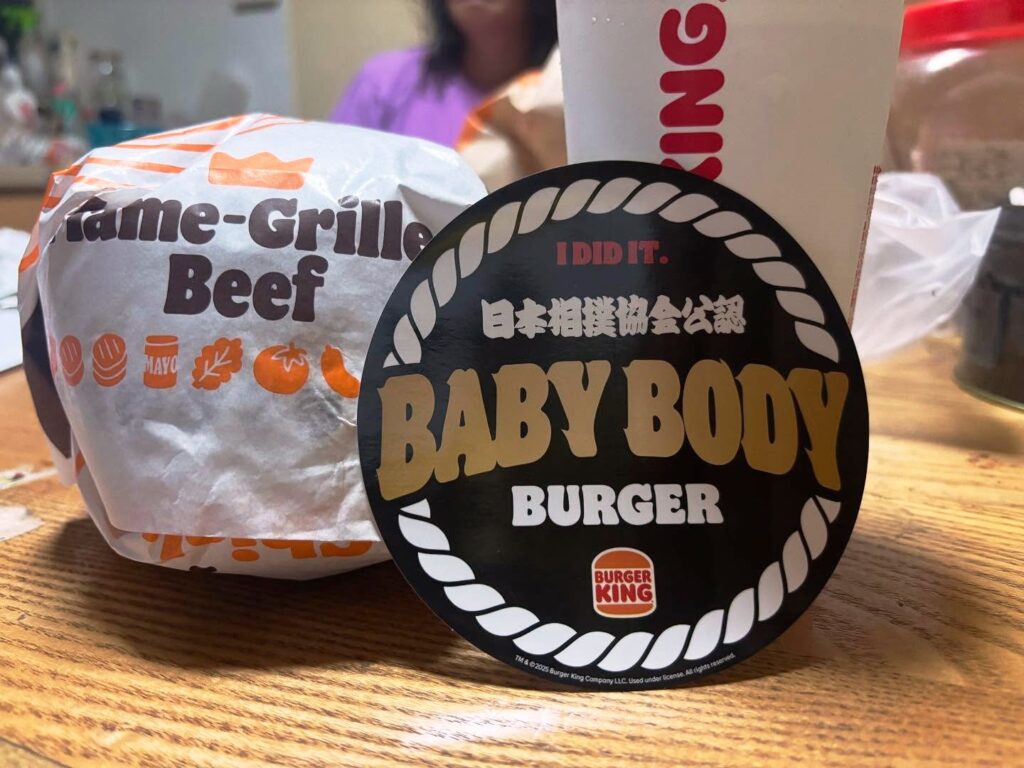 KING
Flame-Grille
Beef
MAYO
I DID IT.
日本相撲協会公認
BABY BODY
BURGER
BURGER
KING
TM & © 2025 Burger King Company LLC. Used under license. All rights reserved.